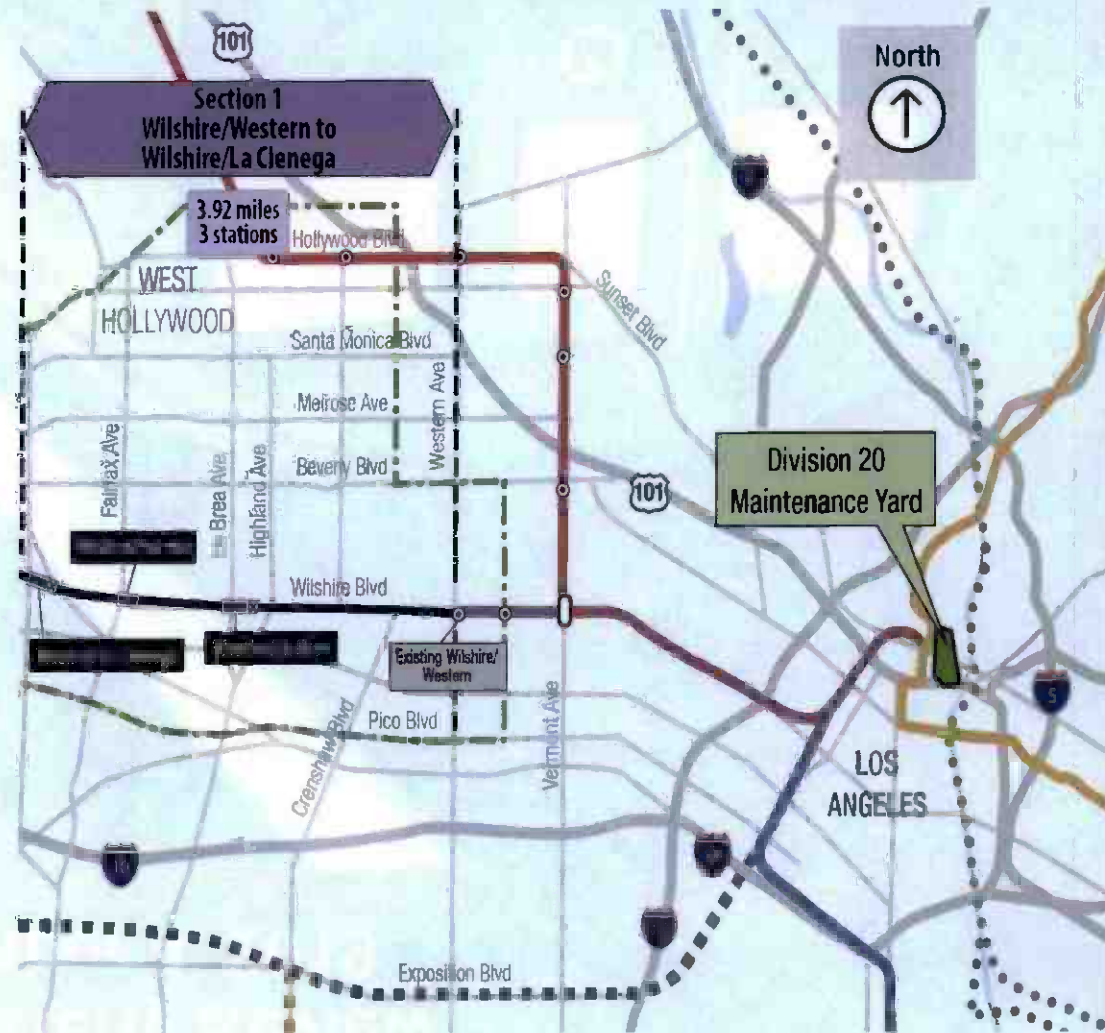 101
Section 1
Wilshire/Western to
Wilshire/La Cienega
North
3.92 miles
3 stations
Hollywood Blvd
WEST
HOLLYWOOD
Sunset Blvd
Santa Monica Blvd
Western Ave
Melrose Ave
Fairfax Ave
Brea Ave
Highland Ave
Beverly Blvd
101
Division 20
Maintenance Yard
Wilshire Blvd
Existing Wilshire/
Western
5
Pico Blvd
Crenshaw Blvd
Vermont Ave
LOS
ANGELES
10
Exposition Blvd